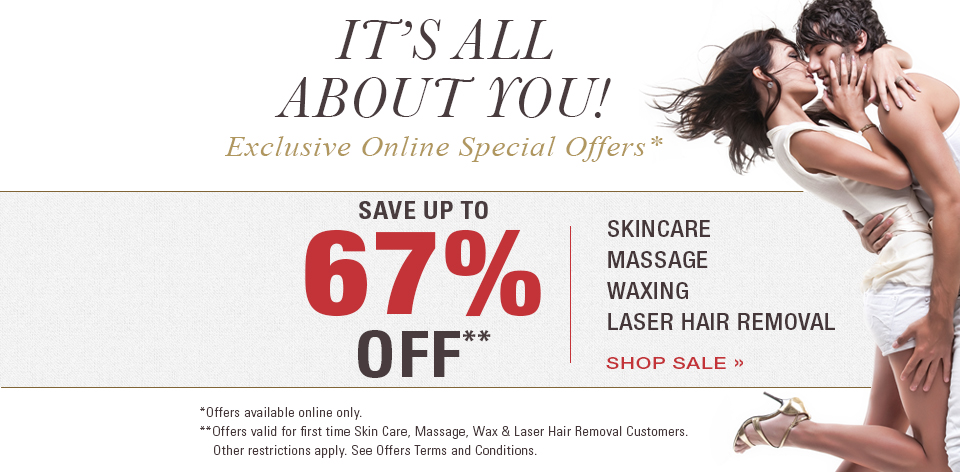 IT'S ALL
ABOUT YOU!
Exclusive Online Special Offers*
SAVE UP TO
67%
OFF**
SKINCARE
MASSAGE
WAXING
LASER HAIR REMOVAL
SHOP SALE »
*Offers available online only.
**Offers valid for first time Skin Care, Massage, Wax & Laser Hair Removal Customers.
Other restrictions apply. See Offers Terms and Conditions.